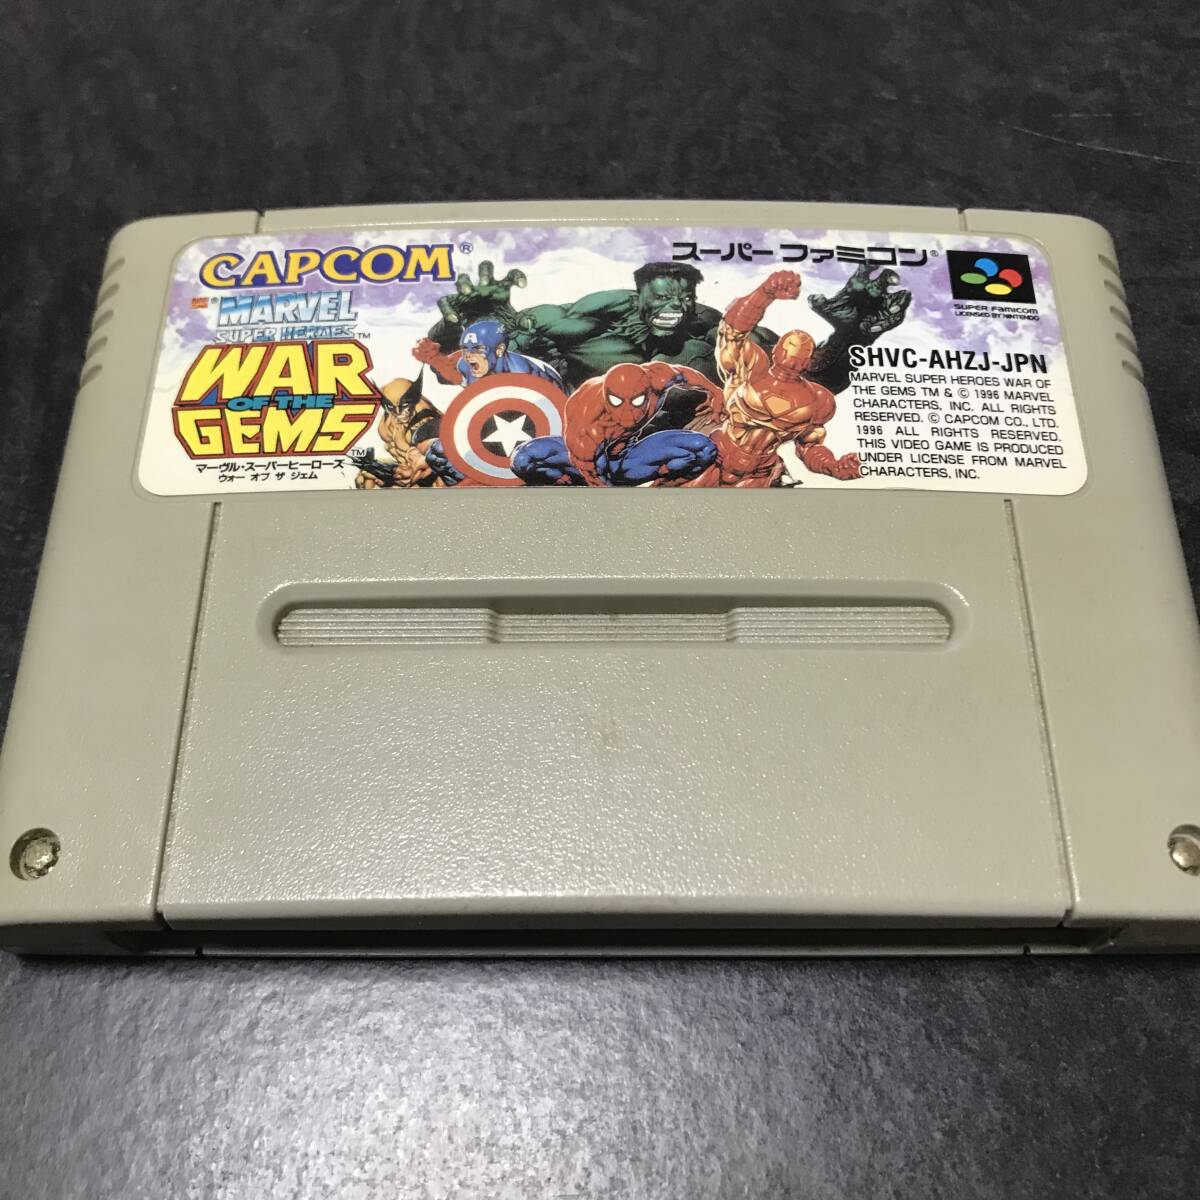 CAPCOM®
MARVEL
SUPER HEROES™
WAR
OF THE
GEMS™
マーヴル・スーパーヒーローズ
ウォー オブ ザ ジェム
A
スーパーファミコン®
SUPER FAMICOM
LICENSED BY NINTENDO
SHVC-AHZJ-JPN
MARVEL SUPER HEROES WAR OF
THE GEMS TM & © 1996 MARVEL
CHARACTERS, INC. ALL RIGHTS
RESERVED. © CAPCOM CO., LTD.
1996 ALL RIGHTS RESERVED.
THIS VIDEO GAME IS PRODUCED
UNDER LICENSE FROM MARVEL
CHARACTERS, INC.